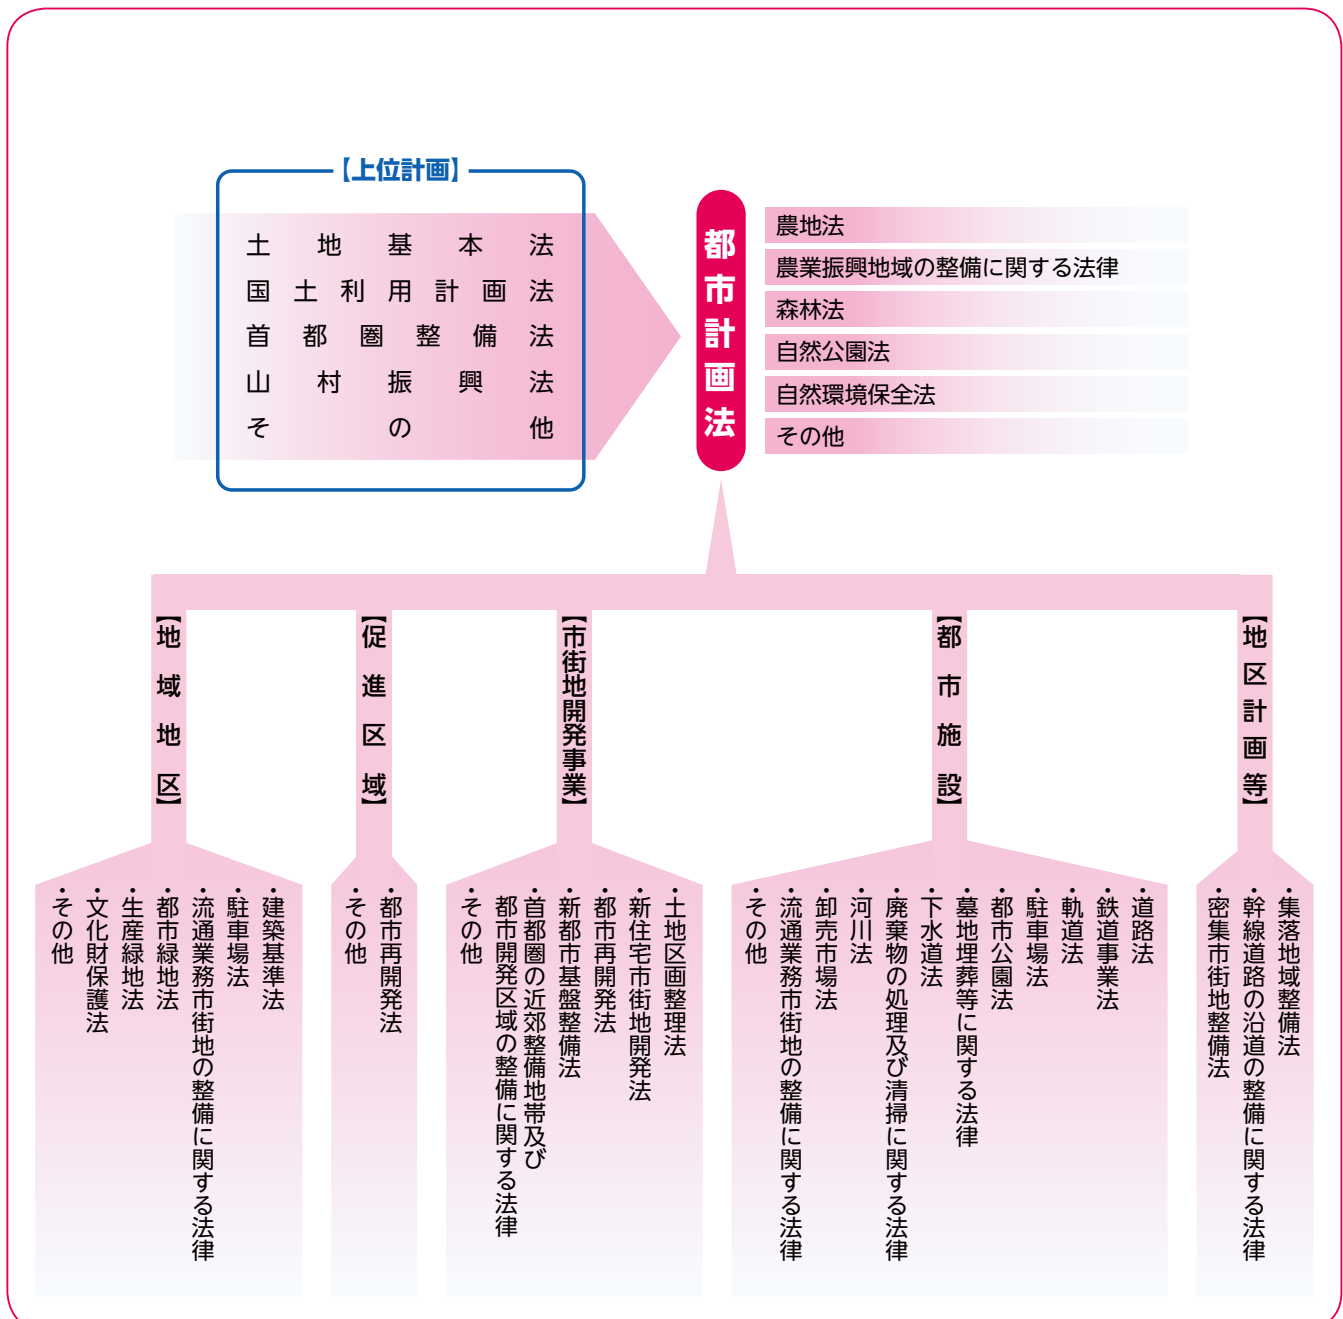 【上位計画】
土地基本法
国土利用計画法
首都圏整備法
山村振興法
その他
都市計画法
農地法
農業振興地域の整備に関する法律
森林法
自然公園法
自然環境保全法
その他
【地域地区】
・建築基準法
・駐車場法
・流通業務市街地の整備に関する法律
・都市緑地法
・生産緑地法
・文化財保護法
・その他
【促進区域】
・都市再開発法
・その他
【市街地開発事業】
・土地区画整理法
・新住宅市街地開発法
・都市再開発法
・新都市基盤整備法
・首都圏の近郊整備地帯及び
都市開発区域の整備に関する法律
・その他
【都市施設】
・道路法
・鉄道事業法
・軌道法
・駐車場法
・都市公園法
・墓地埋葬等に関する法律
・下水道法
・廃棄物の処理及び清掃に関する法律
・河川法
・卸売市場法
・流通業務市街地の整備に関する法律
・その他
【地区計画等】
・集落地域整備法
・幹線道路の沿道の整備に関する法律
・密集市街地整備法